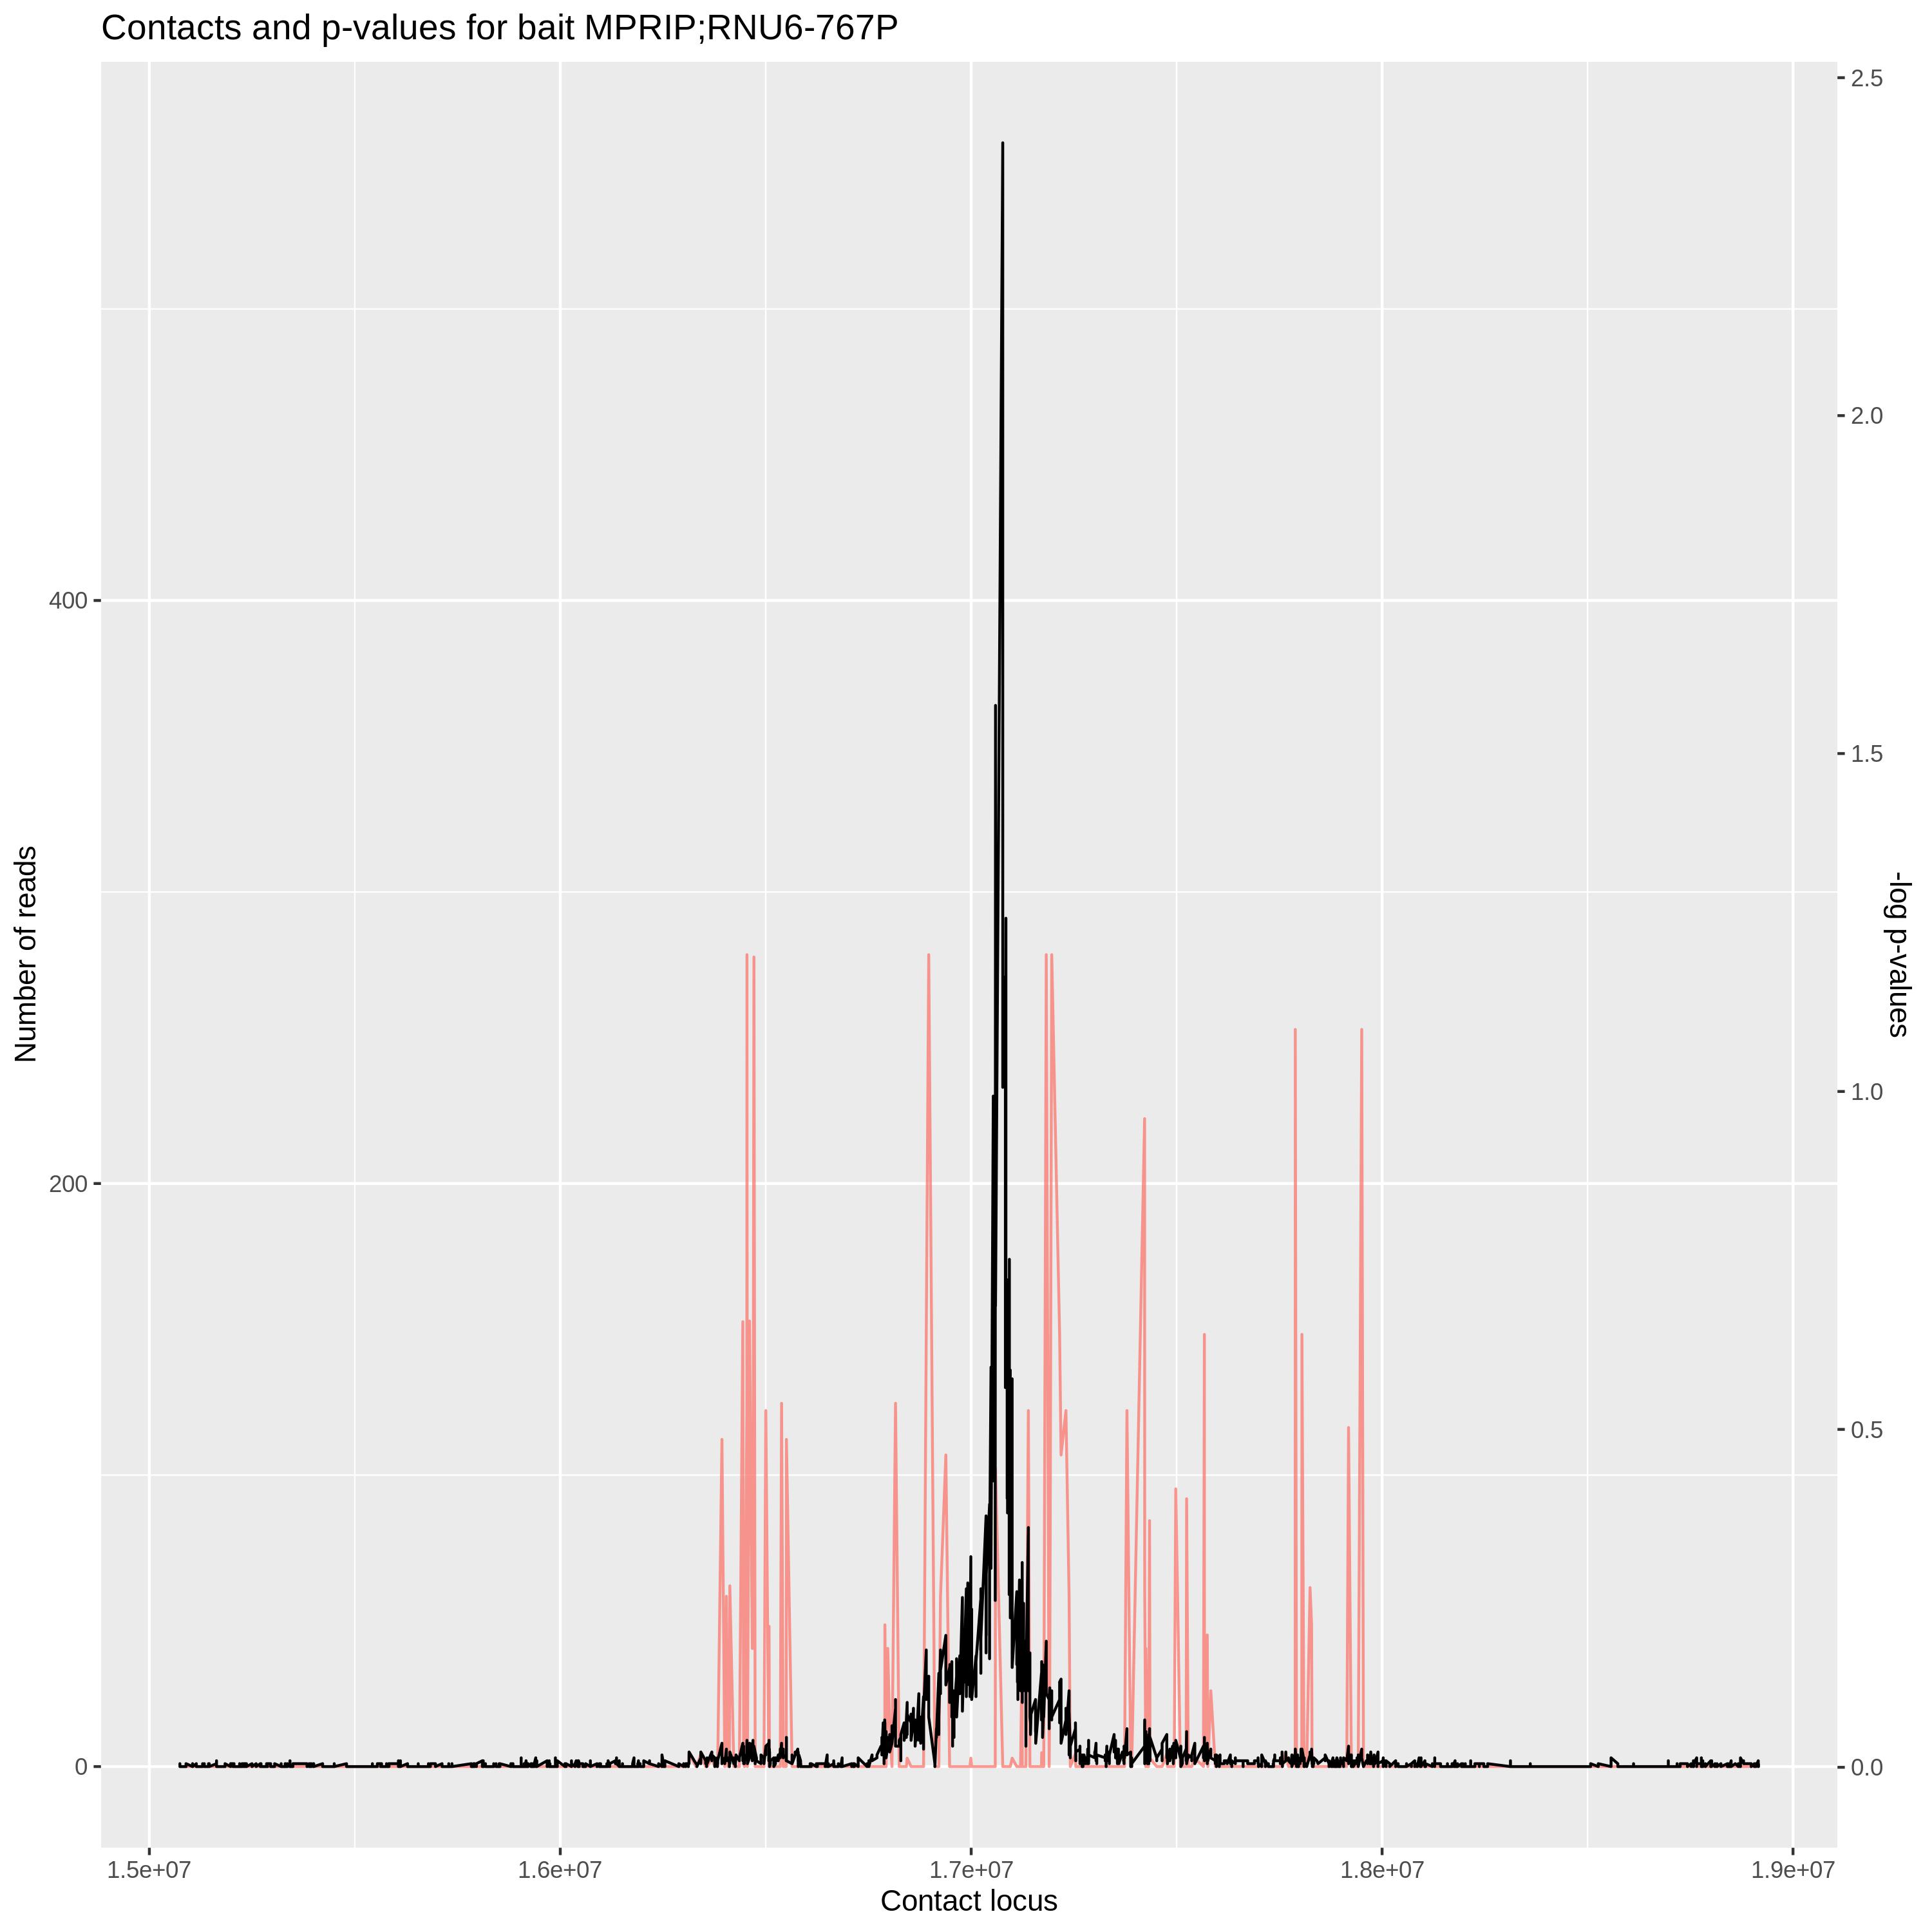 Contacts and p-values for bait MPRIP;RNU6-767P
2.5
2.0
400
1.5
Number of reads
-log p-values
1.0
200
0.5
0
0.0
1.5e+07
1.6e+07
1.7e+07
1.8e+07
1.9e+07
Contact locus